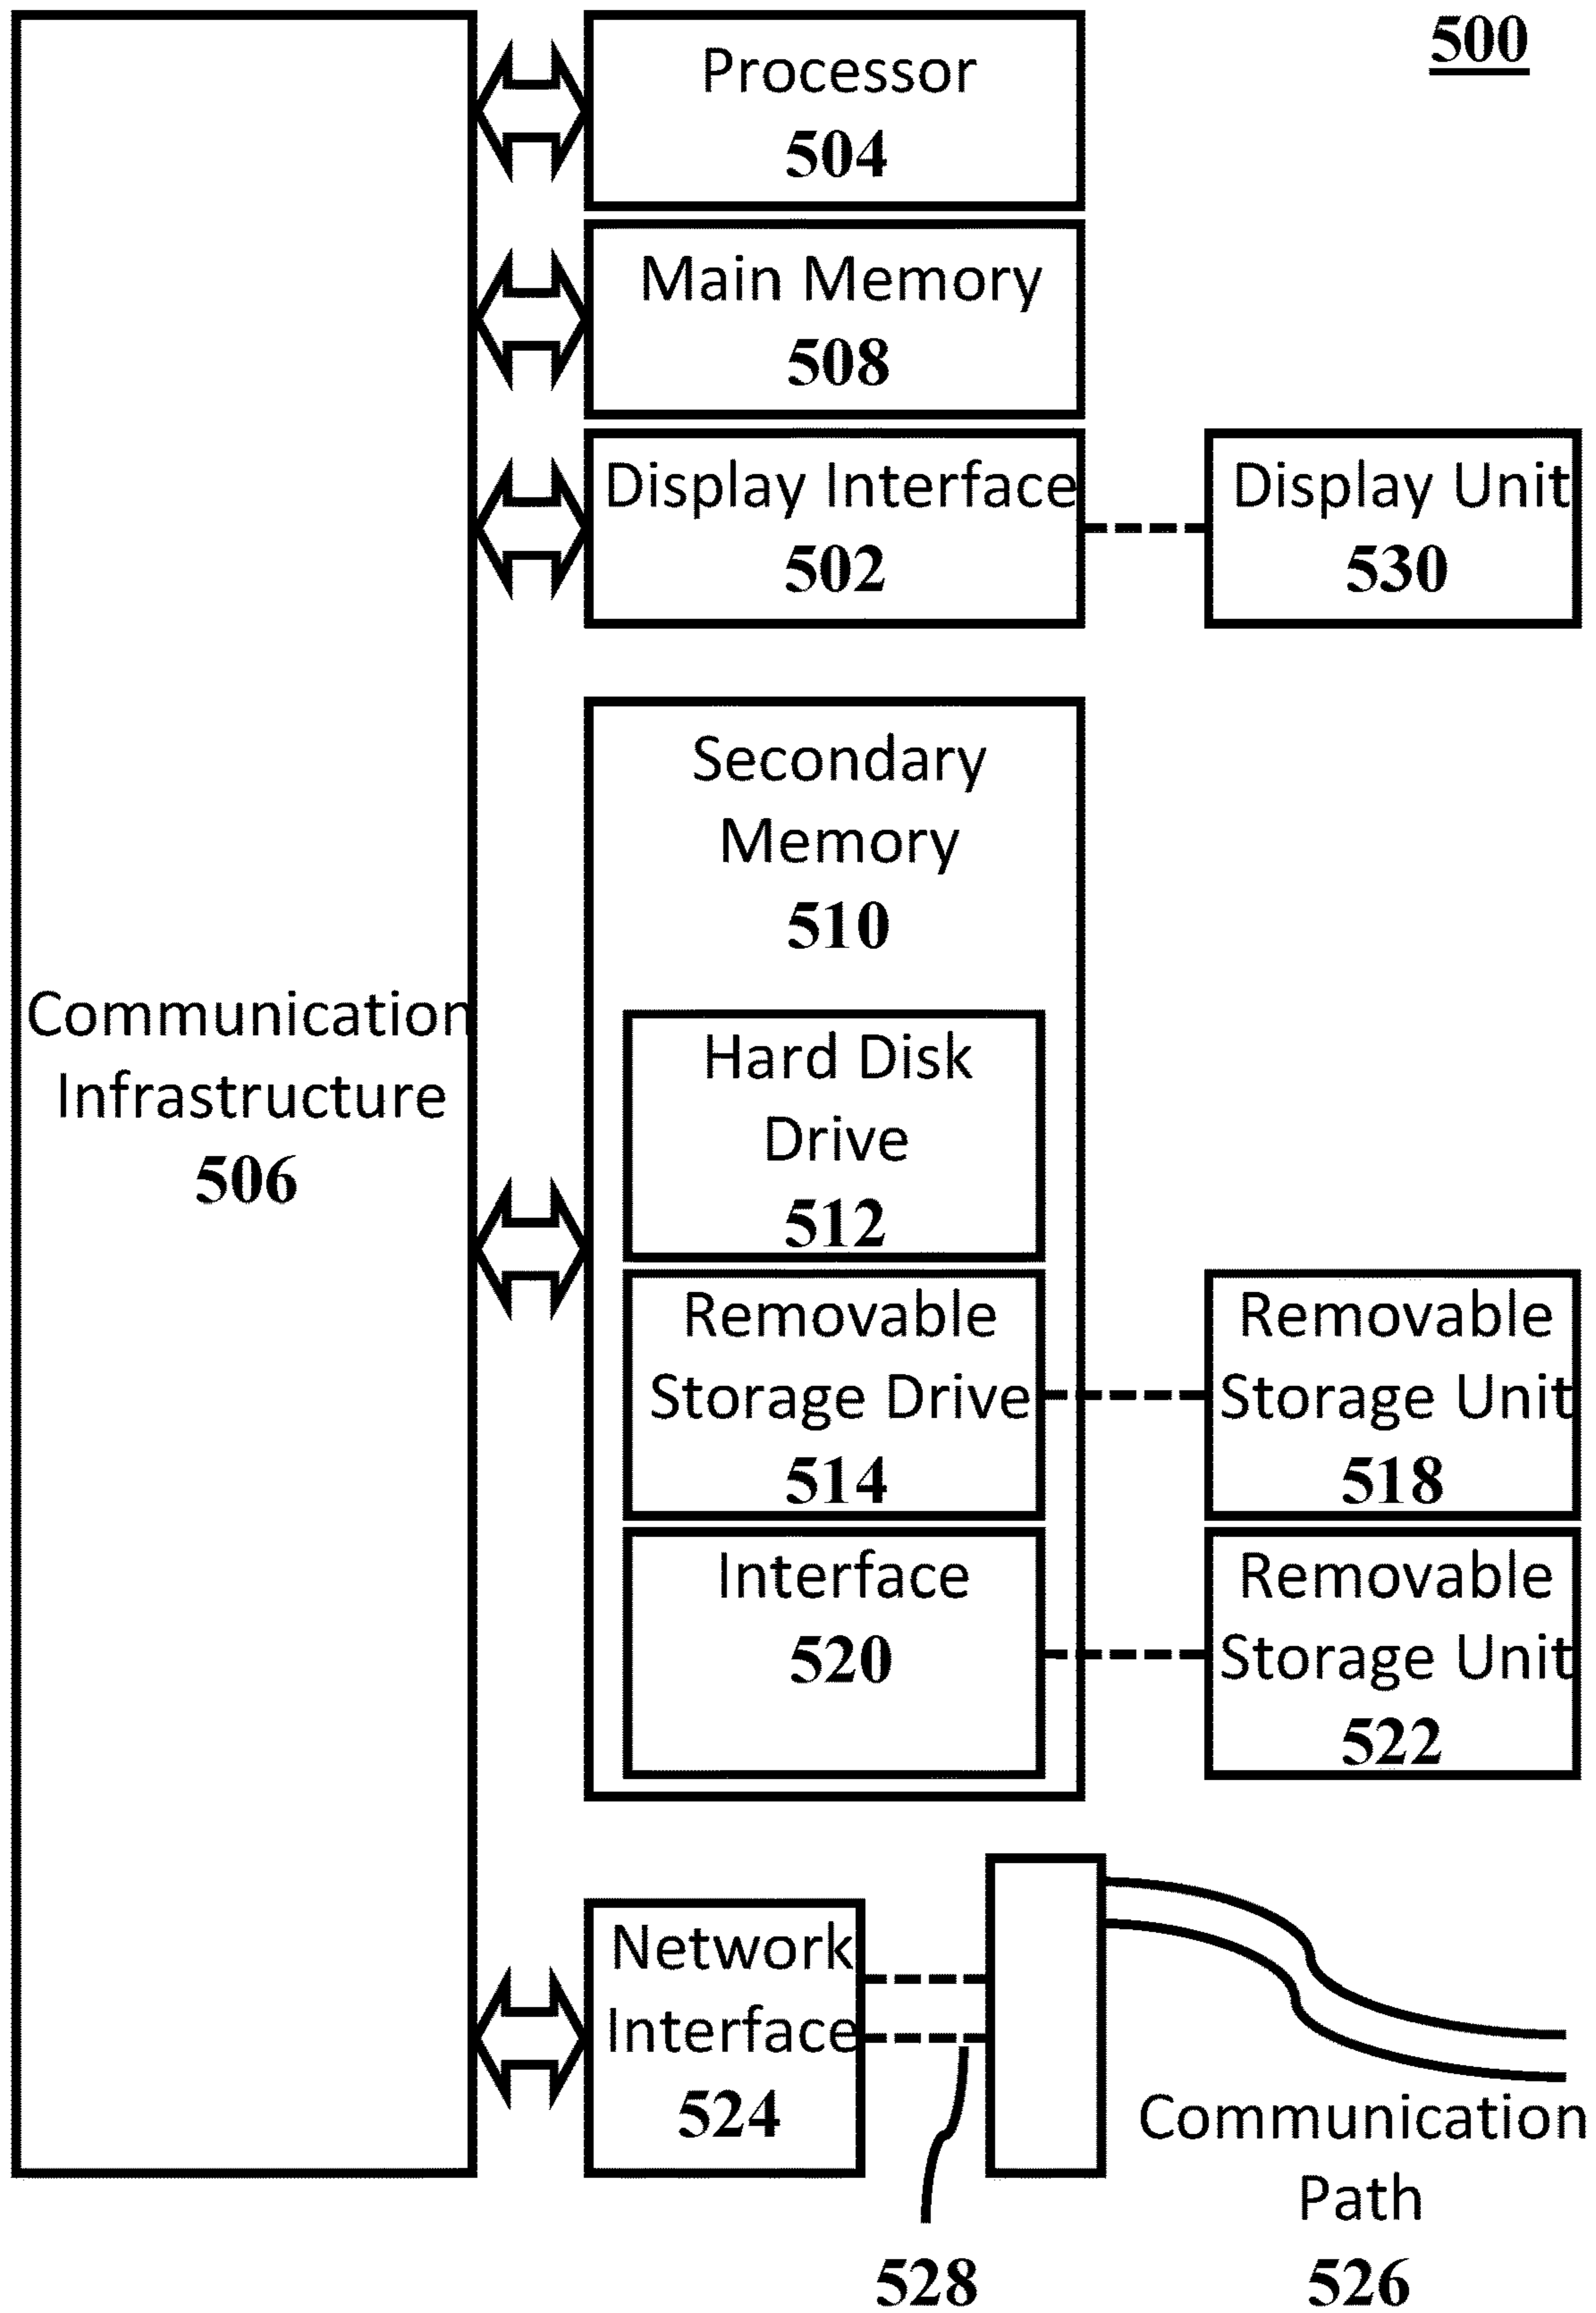 500
Processor
504
Main Memory
508
Display Interface
502
Display Unit
530
Secondary
Memory
510
Communication
Infrastructure
506
Hard Disk
Drive
512
Removable
Storage Drive
514
Removable
Storage Unit
518
Interface
520
Removable
Storage Unit
522
Network
Interface
524
528
Communication
Path
526